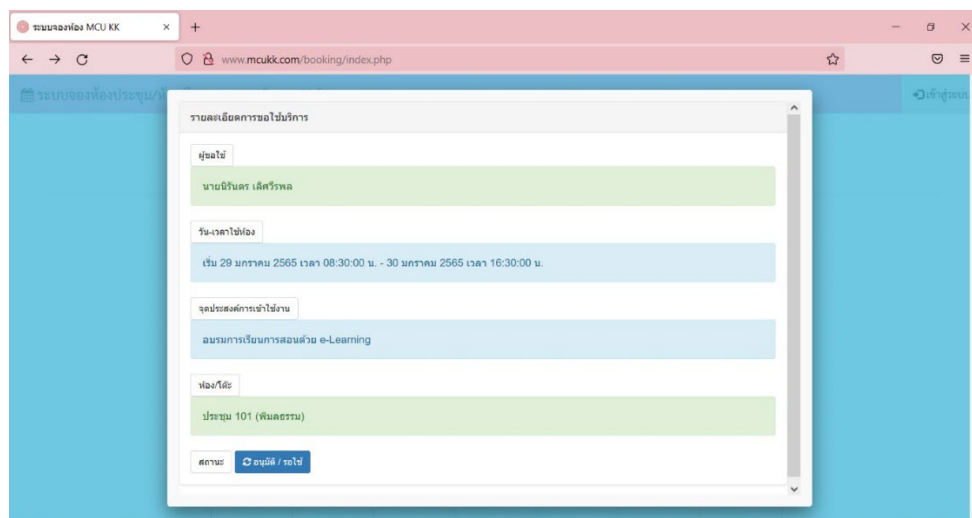 ระบบจองห้อง MCU KK
www.mcukk.com/booking/index.php
ระบบจองห้องประชุม/ห้
เข้าสู่ระบบ
รายละเอียดการขอใช้บริการ
ผู้ขอใช้
นายนิรันดร เลิศวีรพล
วัน-เวลาใช้ห้อง
เริ่ม 29 มกราคม 2565 เวลา 08:30:00 น. - 30 มกราคม 2565 เวลา 16:30:00 น.
จุดประสงค์การเข้าใช้งาน
อบรมการเรียนการสอนด้วย e-Learning
ห้อง/โต๊ะ
ประชุม 101 (พิมลธรรม)
สถานะ อนุมัติ / รอใช้